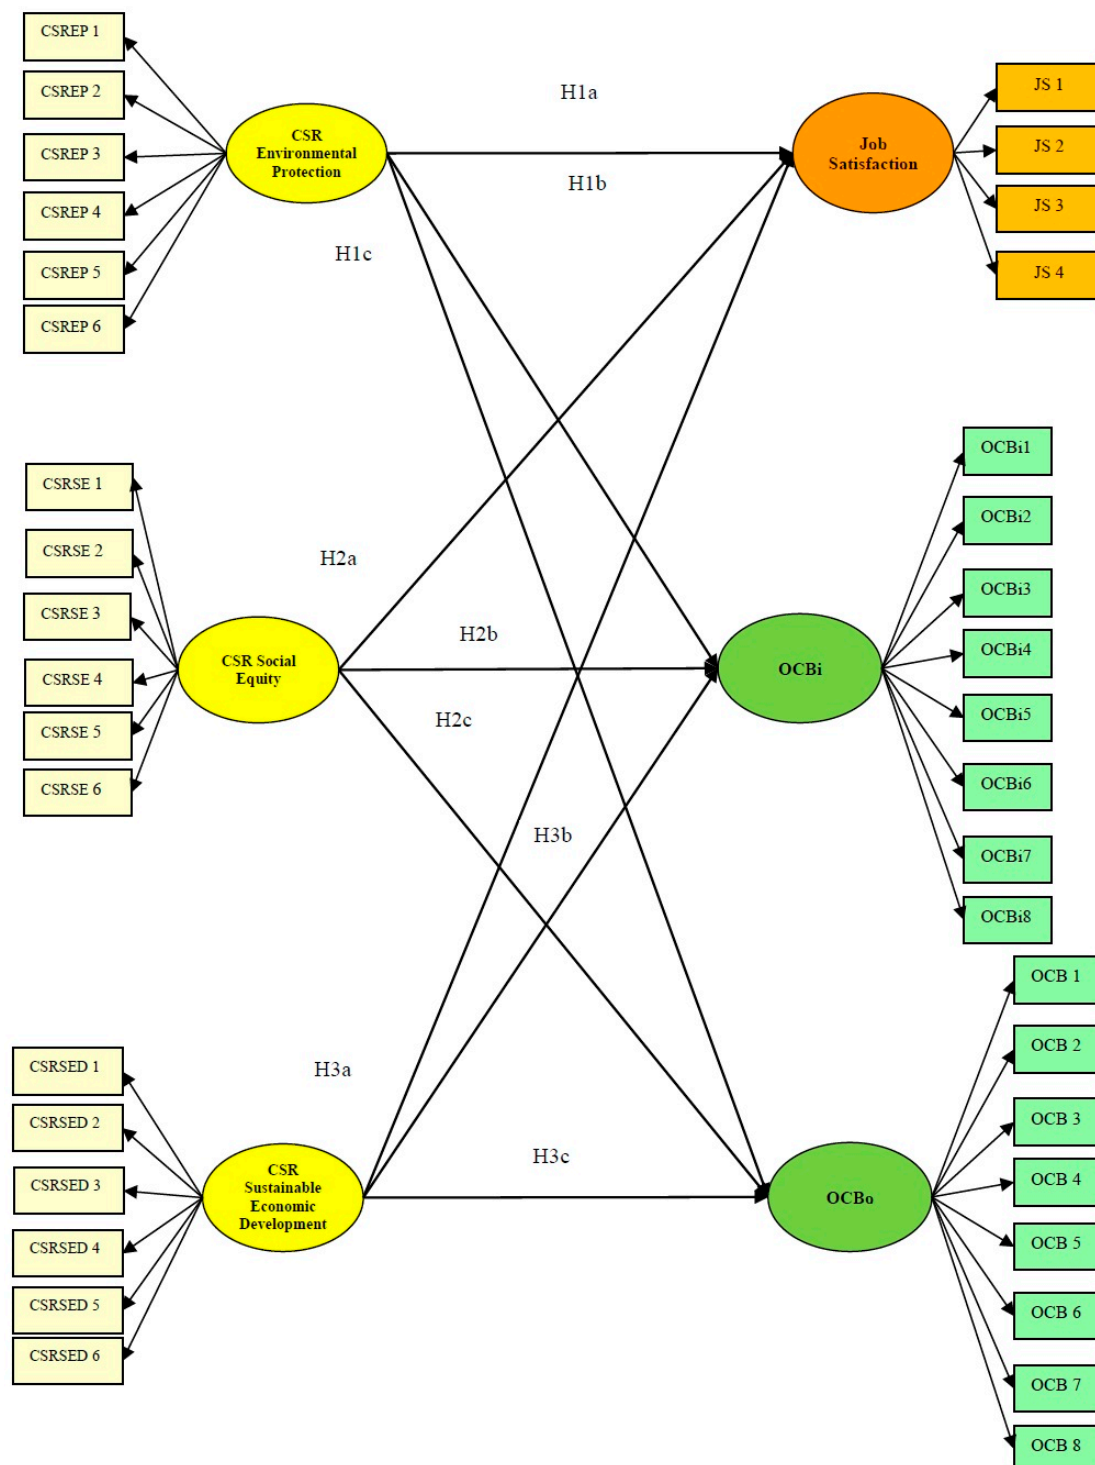 CSREP 1
CSREP 2
CSREP 3
CSREP 4
CSREP 5
CSREP 6
CSR
Environmental
Protection
H1a
H1b
H1c
Job
Satisfaction
JS 1
JS 2
JS 3
JS 4
CSRSE 1
CSRSE 2
CSRSE 3
CSRSE 4
CSRSE 5
CSRSE 6
CSR Social
Equity
H2a
H2b
H2c
OCBi
OCBi1
OCBi2
OCBi3
OCBi4
OCBi5
OCBi6
OCBi7
OCBi8
CSRSED 1
CSRSED 2
CSRSED 3
CSRSED 4
CSRSED 5
CSRSED 6
CSR
Sustainable
Economic
Development
H3b
H3a
H3c
OCBo
OCB 1
OCB 2
OCB 3
OCB 4
OCB 5
OCB 6
OCB 7
OCB 8